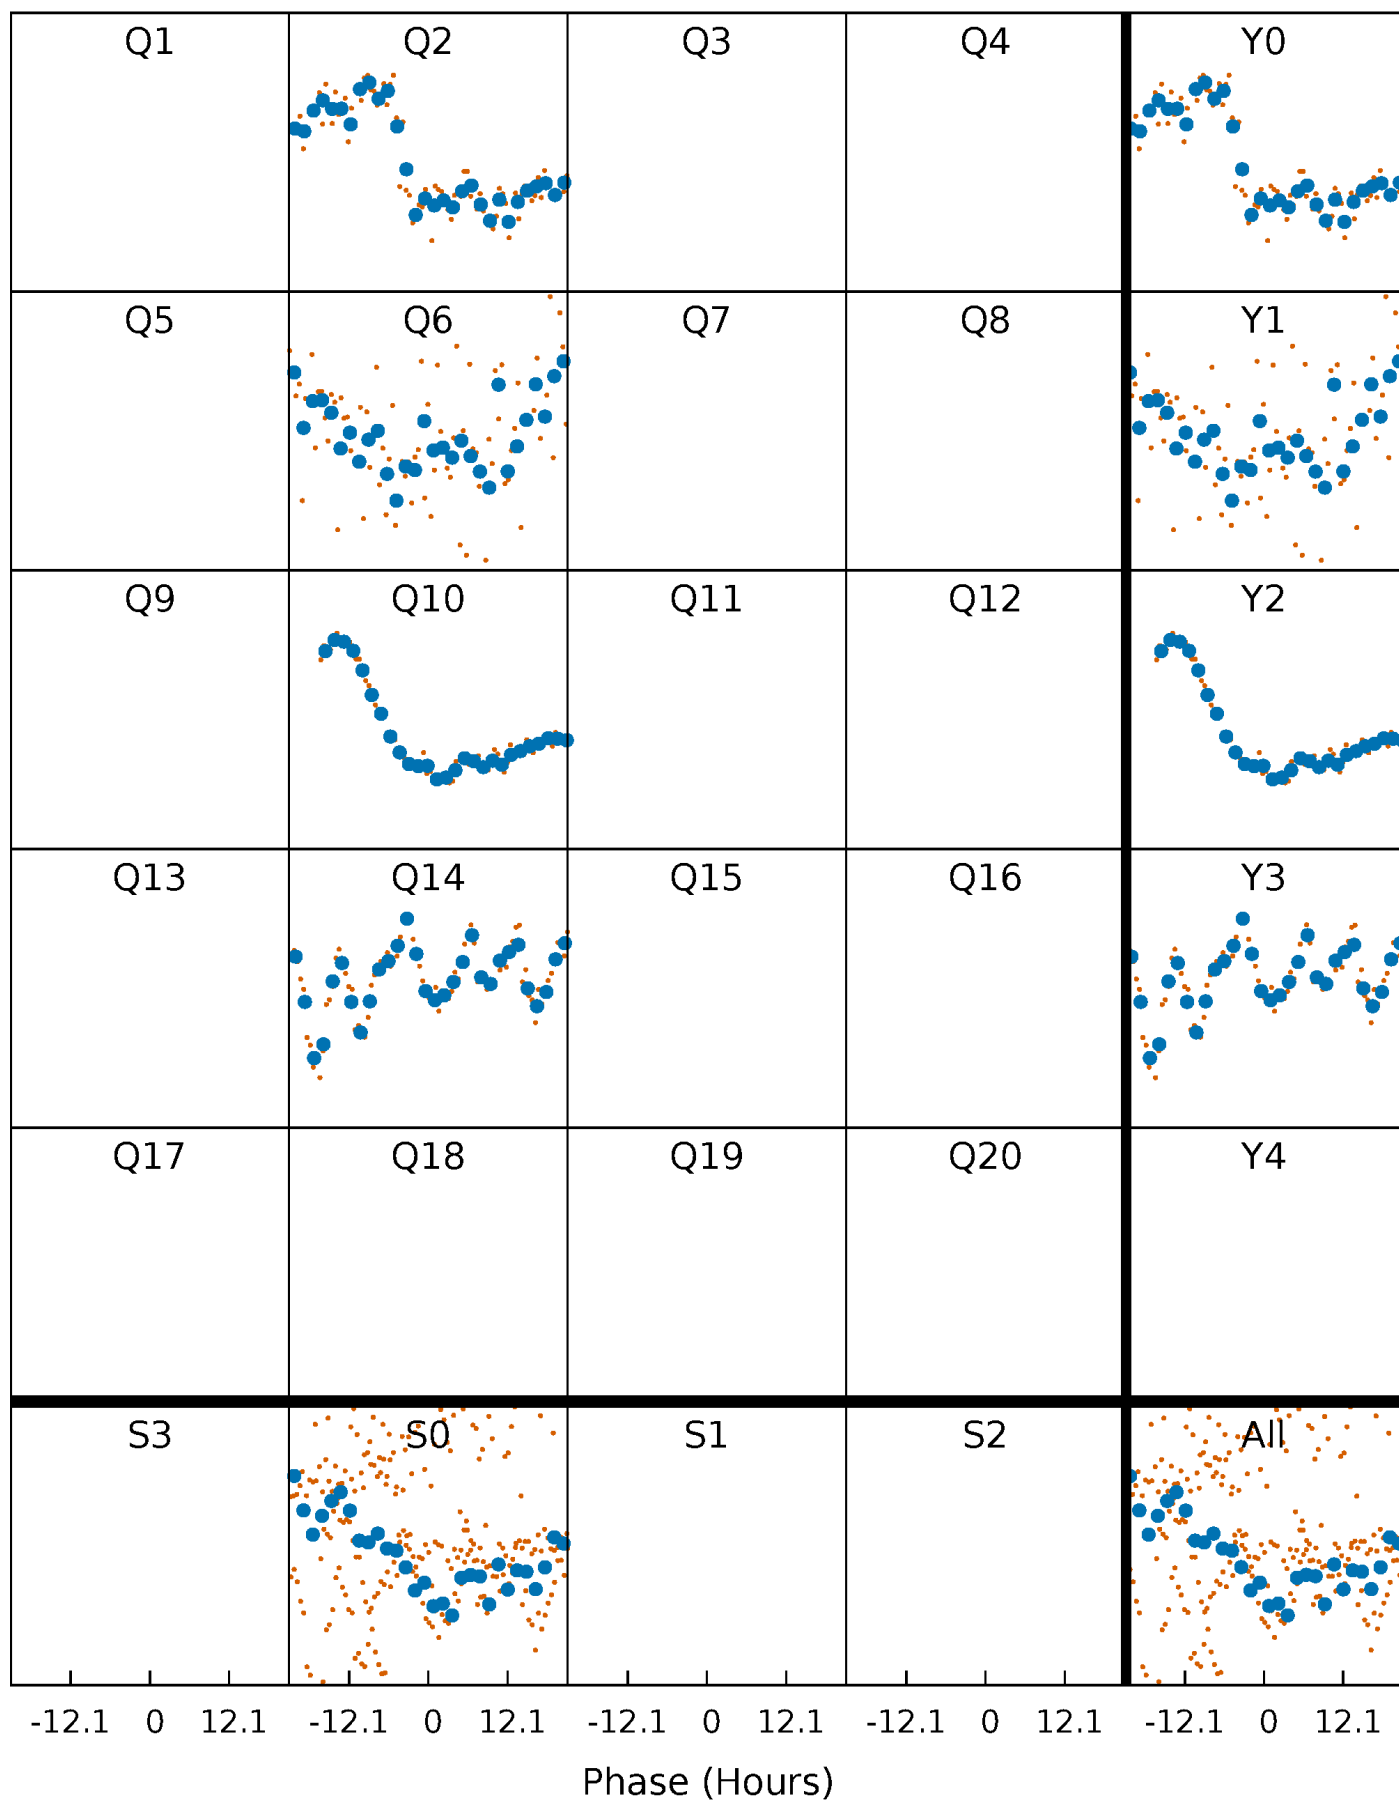 Q1 Q2 Q3 Q4 Y0
Q5 Q6 Q7 Q8 Y1
Q9 Q10 Q11 Q12 Y2
Q13 Q14 Q15 Q16 Y3
Q17 Q18 Q19 Q20 Y4
S3 S0 S1 S2 All
-12.1 0 12.1 -12.1 0 12.1 -12.1 0 12.1 -12.1 0 12.1 -12.1 0 12.1
Phase (Hours)